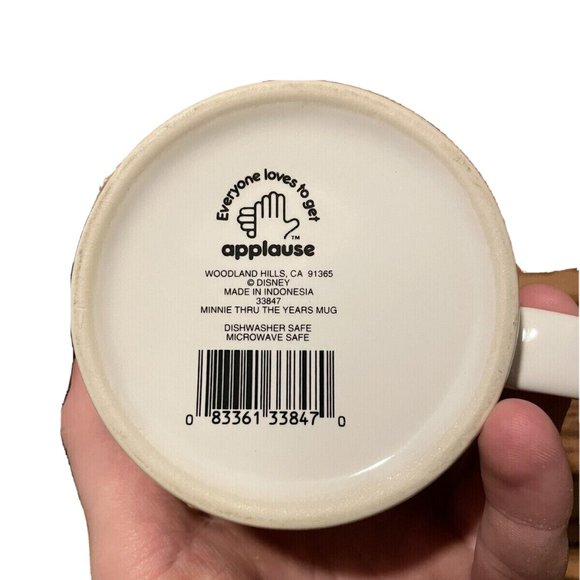 Everyone loves to get
TM
applause
WOODLAND HILLS, CA 91365
© DISNEY
MADE IN INDONESIA
33847
MINNIE THRU THE YEARS MUG
DISHWASHER SAFE
MICROWAVE SAFE
0 83361 33847 0